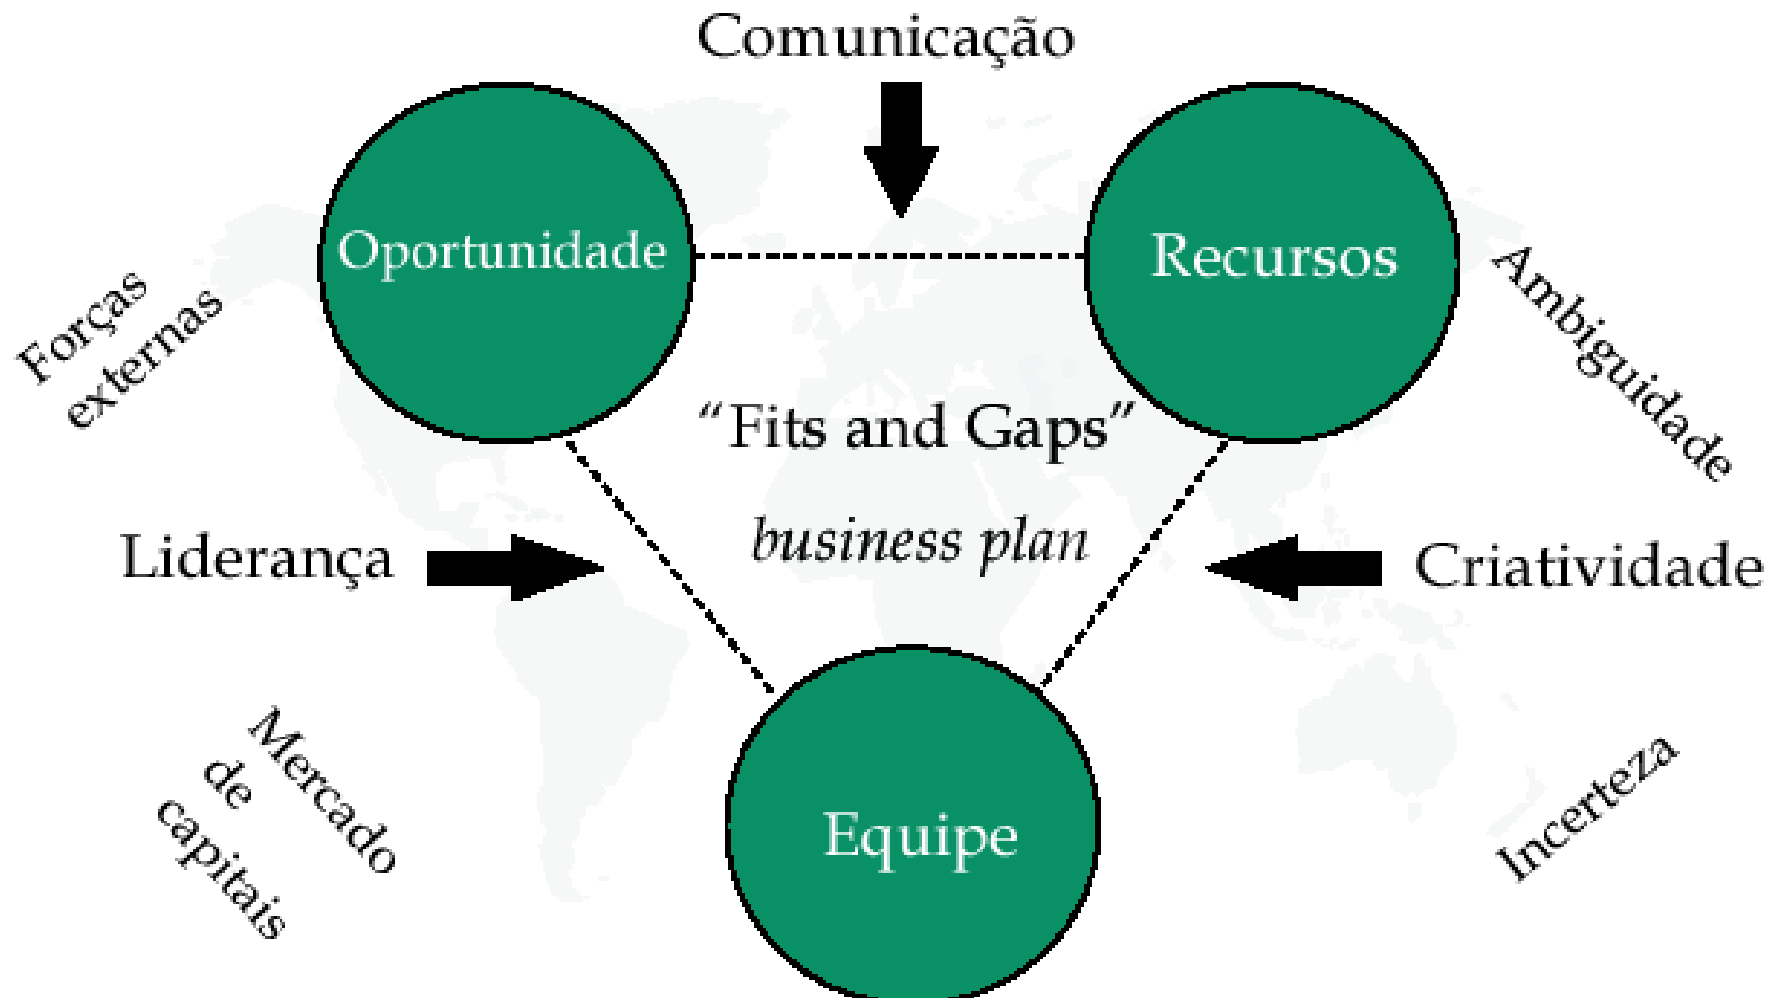 Comunicação
Oportunidade
Recursos
Forças
externas
Ambiguidade
“Fits and Gaps”
business plan
Liderança
Criatividade
Mercado
de
capitais
Equipe
Incerteza